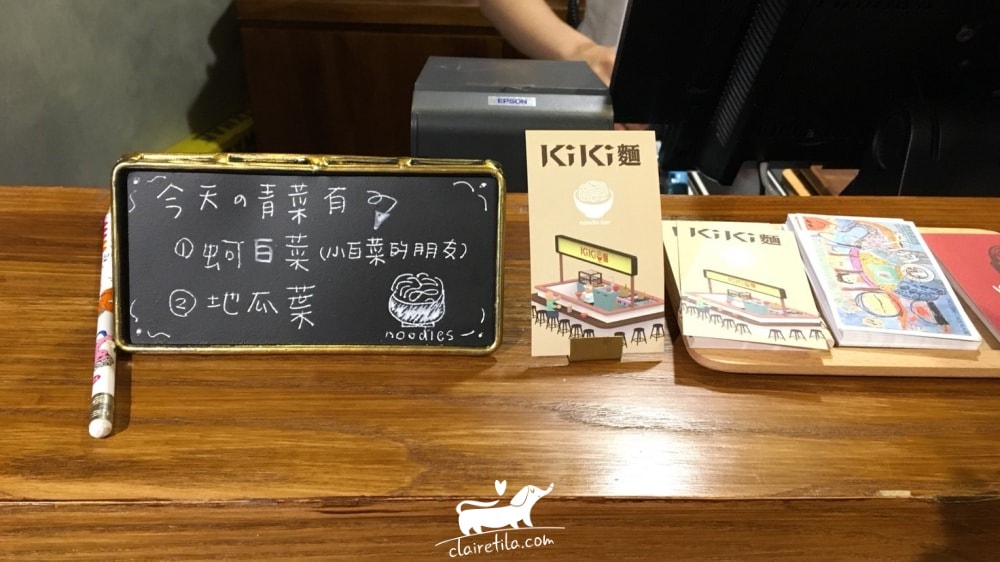 EPSON
今天の青菜有
①蚵白菜(小白菜的朋友)
②地瓜葉
noodles
KiKi麵
noodle bar
KiKi麵
KiKi麵
clairetila.com